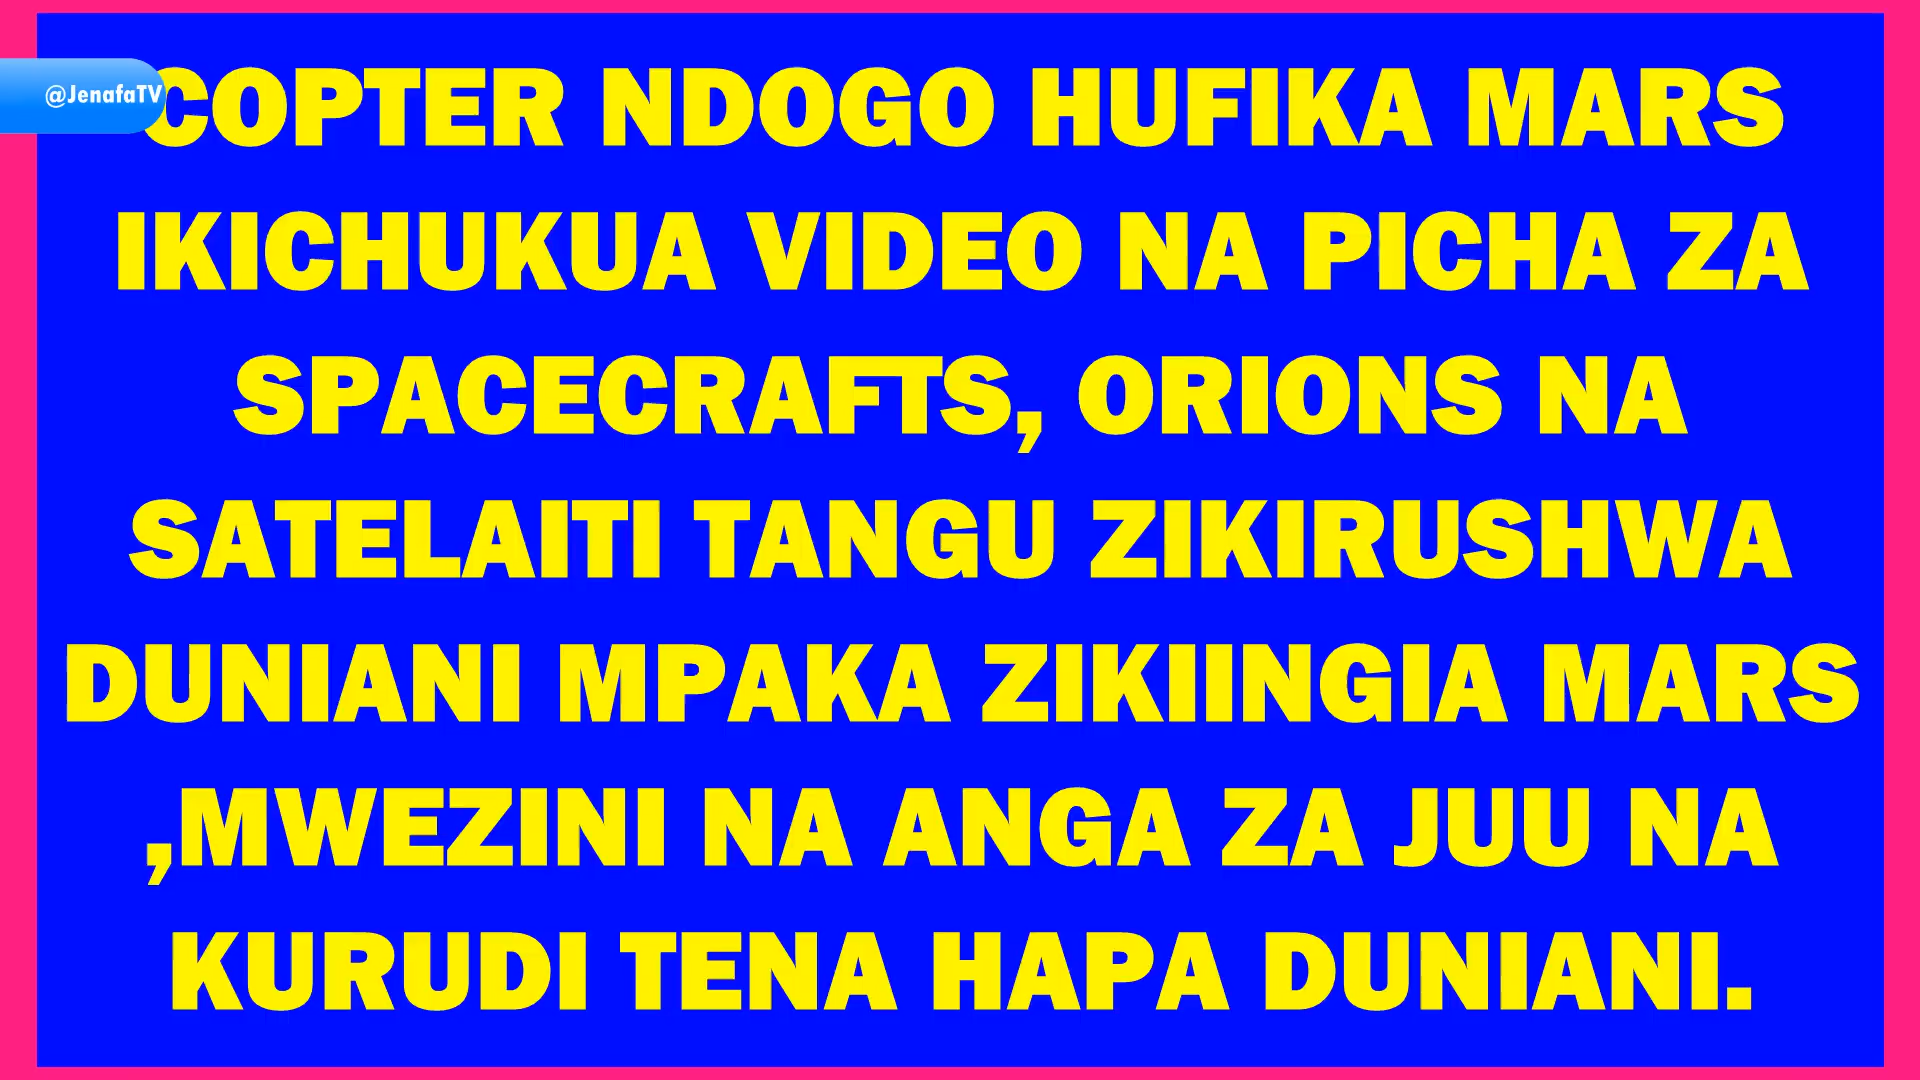 @JenafaTV
COPTER NDOGO HUFIKA MARS
IKICHUKUA VIDEO NA PICHA ZA
SPACECRAFTS, ORIONS NA
SATELAITI TANGU ZIKIRUSHWA
DUNIANI MPAKA ZIKIINGIA MARS
,MWEZINI NA ANGA ZA JUU NA
KURUDI TENA HAPA DUNIANI.